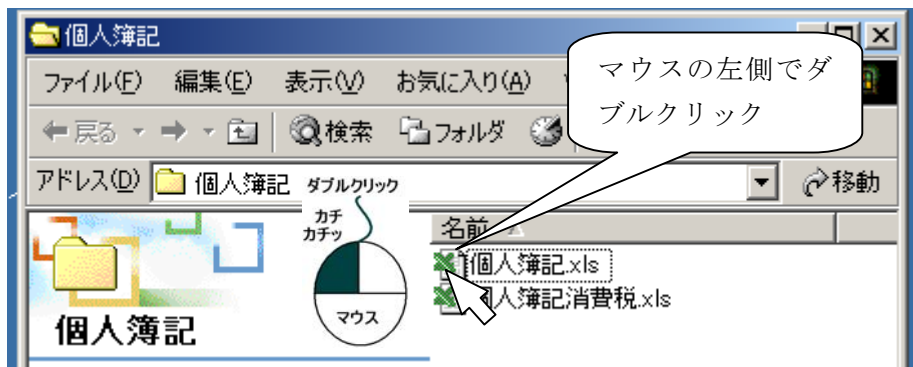 個人簿記
ファイル(F) 編集(E) 表示(V) お気に入り(A)
マウスの左側でダ
ブルクリック
戻る 検索 フォルダ
アドレス(D) 個人簿記 移動
ダブルクリック
カチ
カチッ
マウス
個人簿記
名前
個人簿記.xls
個人簿記消費税.xls